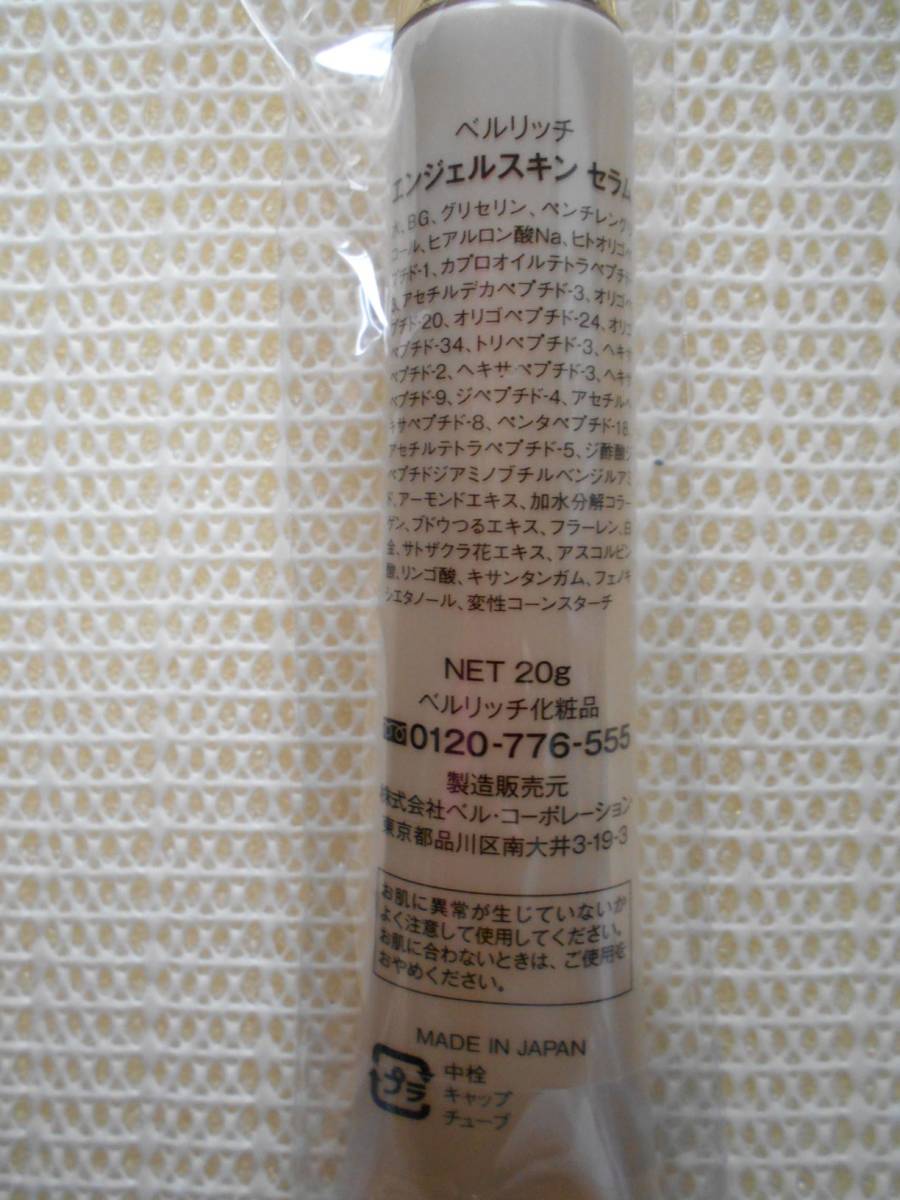 ベルリッチ
エンジェルスキン セラム
水、BG、グリセリン、ペンチレングリ
コール、ヒアルロン酸Na、ヒトオリゴペ
プチド-1、カプロオイルテトラペプチド-
3、アセチルデカペプチド-3、オリゴ
プチド-20、オリゴペプチド-24、オリゴ
ペプチド-34、トリペプチド-3、ヘキサ
ペプチド-2、ヘキサペプチド-3、ヘキサ
ペプチド-9、ジペプチド-4、アセチルヘ
キサペプチド-8、ペンタペプチド-18、
アセチルテトラペプチド-5、ジ酢酸ジ
ペプチドジアミノブチルベンジルアミ
ド、アーモンドエキス、加水分解コラー
ゲン、ブドウつるエキス、フラーレン、白
金、サトザクラ花エキス、アスコルビン
酸、リンゴ酸、キサンタンガム、フェノキ
シエタノール、変性コーンスターチ
NET 20g
ベルリッチ化粧品
0120-776-555
製造販売元
株式会社ベル・コーポレーション
東京都品川区南大井3-19-3
お肌に異常が生じていないか
よく注意して使用してください。
お肌に合わないときは、ご使用を
おやめください。
MADE IN JAPAN
プラ
中栓
キャップ
チューブ